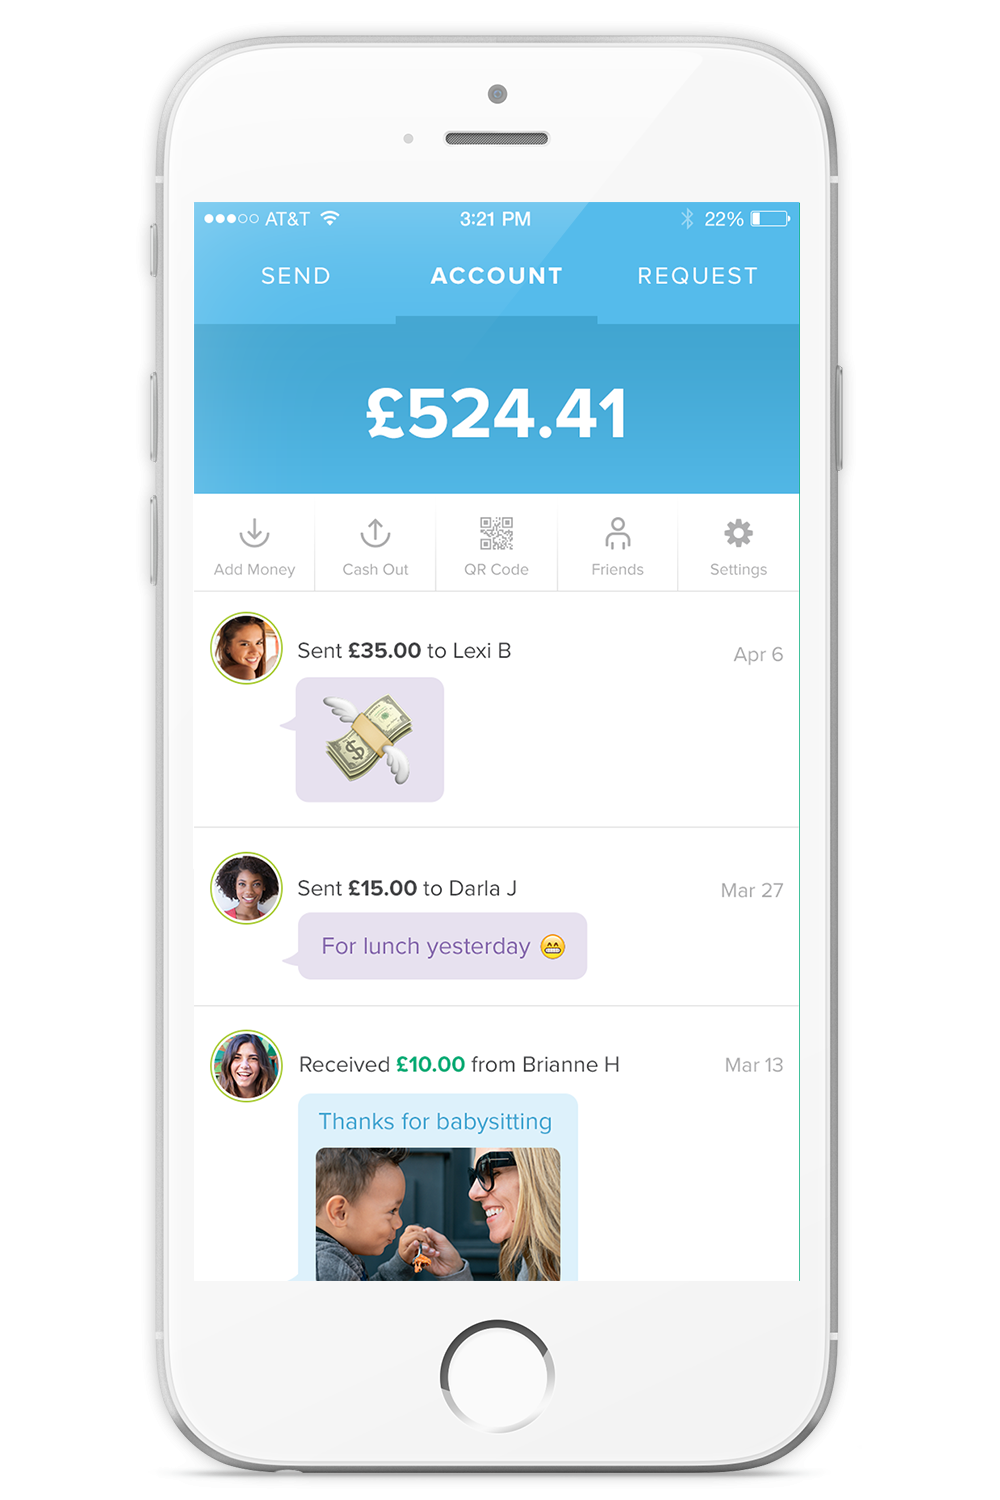 AT&T 3:21 PM 22%
SEND ACCOUNT REQUEST
£524.41
Add Money Cash Out QR Code Friends Settings
Sent £35.00 to Lexi B Apr 6
Sent £15.00 to Darla J Mar 27
For lunch yesterday 😁
Received £10.00 from Brianne H Mar 13
Thanks for babysitting